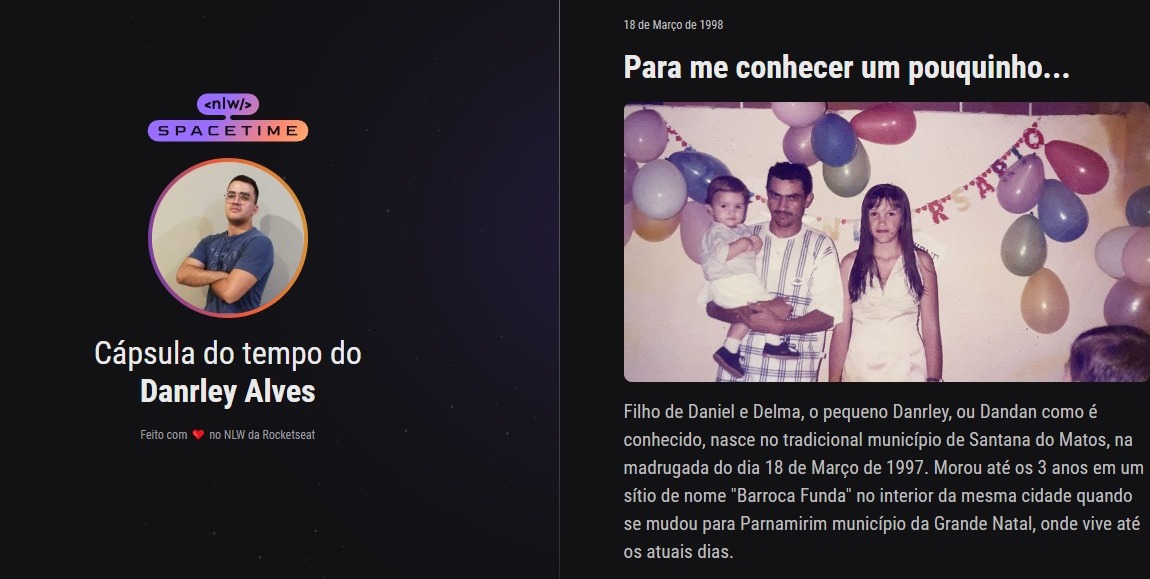 <nlw/>
SPACETIME
Cápsula do tempo do
Danrley Alves
Feito com ❤ no NLW da Rocketseat
18 de Março de 1998
Para me conhecer um pouquinho...
RSARIO
Filho de Daniel e Delma, o pequeno Danrley, ou Dandan como é
conhecido, nasce no tradicional município de Santana do Matos, na
madrugada do dia 18 de Março de 1997. Morou até os 3 anos em um
sítio de nome "Barroca Funda" no interior da mesma cidade quando
se mudou para Parnamirim município da Grande Natal, onde vive até
os atuais dias.